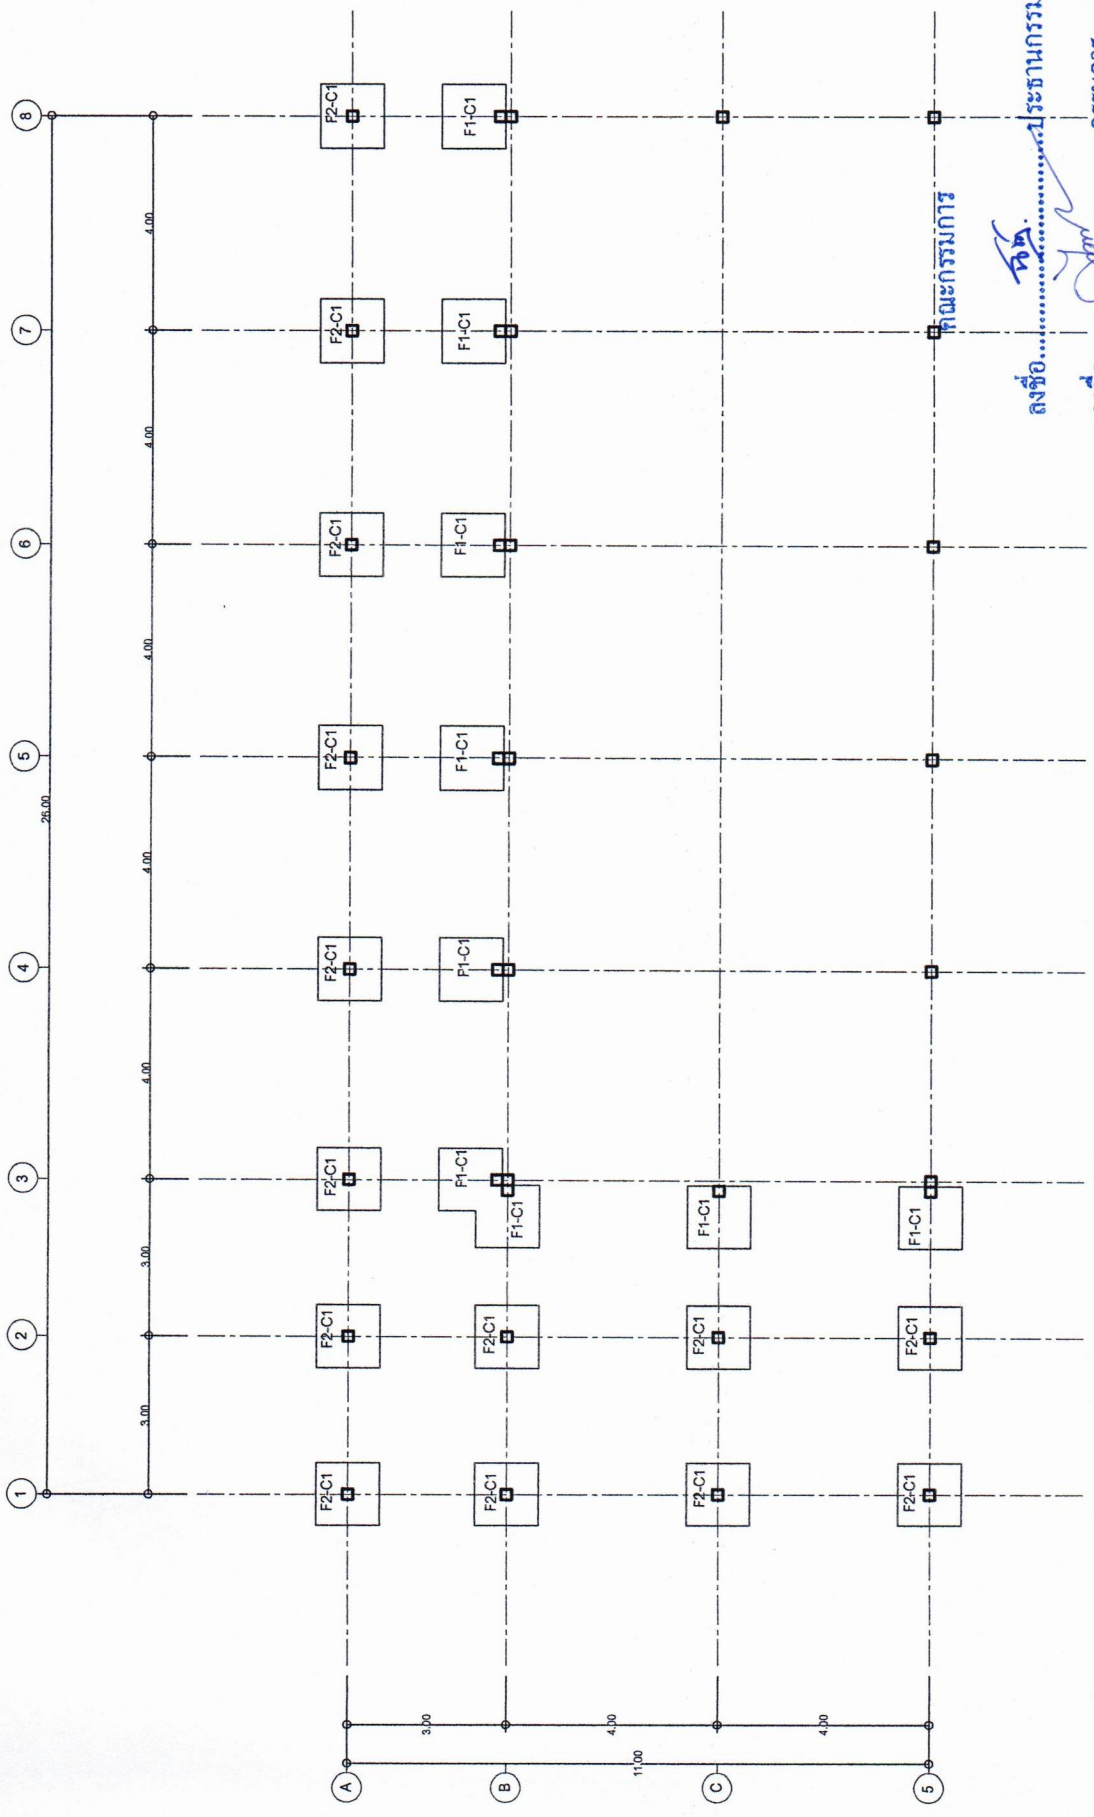 8
7
6
5
4
3
2
1
26.00
4.00
4.00
4.00
4.00
4.00
3.00
3.00
F2-C1
F2-C1
F2-C1
F2-C1
F2-C1
F2-C1
F2-C1
F2-C1
F1-C1
F1-C1
F1-C1
F1-C1
F1-C1
F1-C1
F1-C1
F2-C1
F2-C1
F1-C1
F2-C1
F2-C1
F1-C1
F2-C1
F2-C1
3.00
4.00
4.00
11.00
A
B
C
5
คณะกรรมการ
ลงชื่อ..............................ประธานกรรม